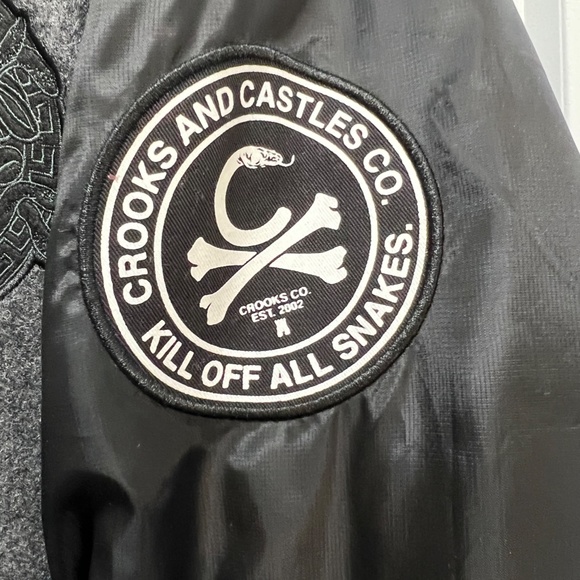 CROOKS AND CASTLES CO.
CROOKS CO.
EST. 2002
KILL OFF ALL SNAKES.